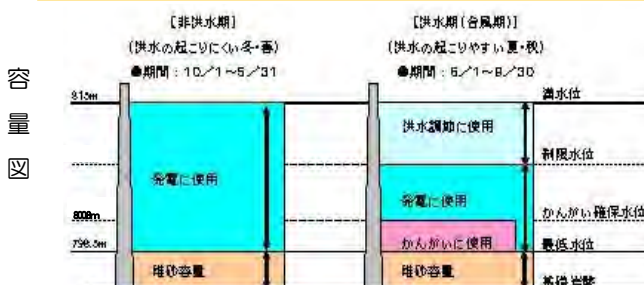 容量図
[非洪水期]
(洪水の起こりにくい冬・春)
●期間：10／1～5／31
[洪水期(台風期)]
(洪水の起こりやすい夏・秋)
●期間：6／1～9／30
813m
798.5m
発電に使用
堆砂容量
洪水調節に使用
発電に使用
かんがいに使用
堆砂容量
満水位
制限水位
かんがい確保水位
最低水位
基礎岩盤